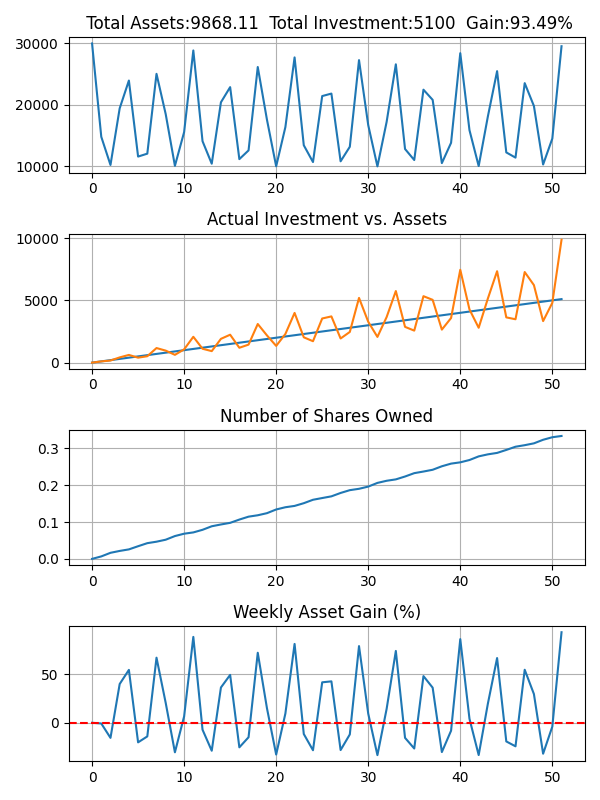 Total Assets:9868.11  Total Investment:5100  Gain:93.49%
30000
20000
10000
0 10 20 30 40 50
Actual Investment vs. Assets
10000
5000
0
0 10 20 30 40 50
Number of Shares Owned
0.3
0.2
0.1
0.0
0 10 20 30 40 50
Weekly Asset Gain (%)
50
0
0 10 20 30 40 50